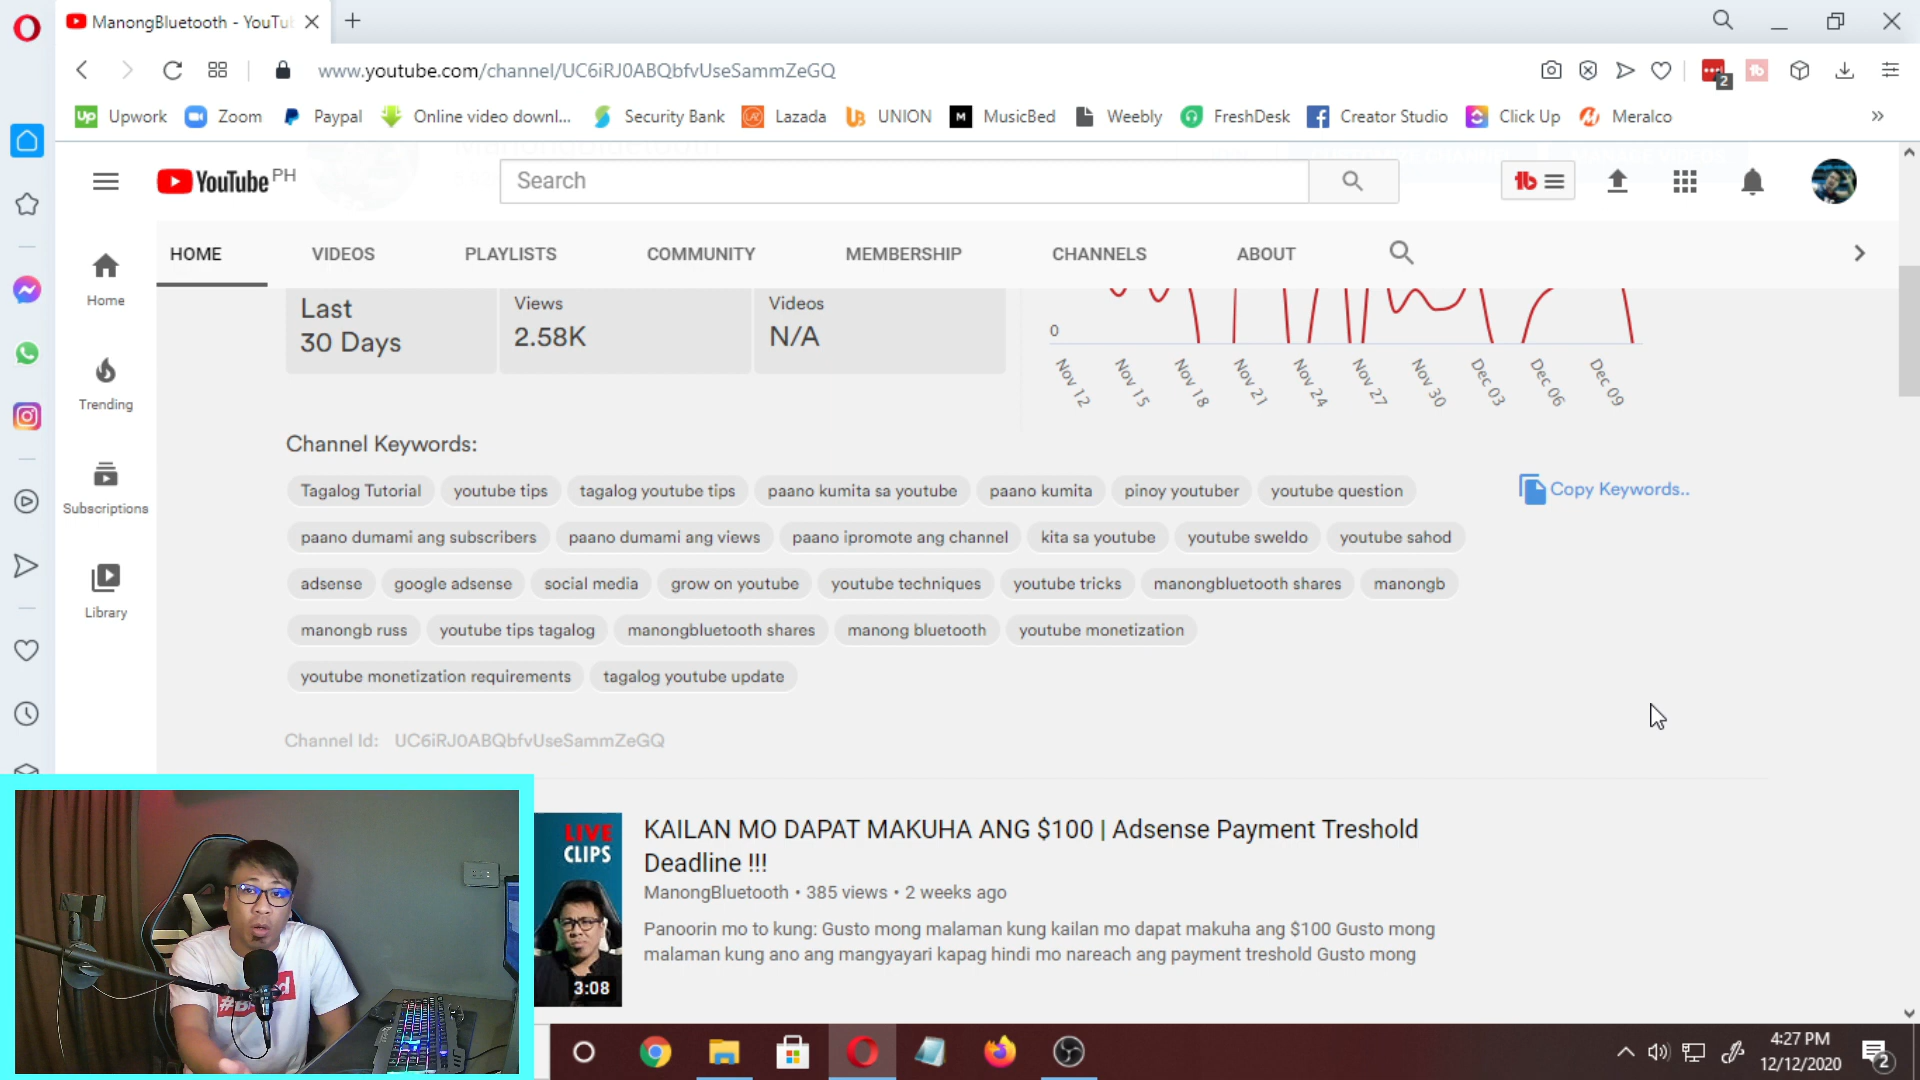 ManongBluetooth - YouTu
www.youtube.com/channel/UC6iRJ0ABQbfvUseSammZeGQ
2
Up Upwork Zoom Paypal Online video downl... Security Bank Lazada UNION M MusicBed Weebly FreshDesk Creator Studio Click Up Meralco
YouTube PH
Search
HOME VIDEOS PLAYLISTS COMMUNITY MEMBERSHIP CHANNELS ABOUT
Home
Trending
Subscriptions
Library
Last
30 Days
Views
2.58K
Videos
N/A
0
Nov 12 Nov 15 Nov 18 Nov 21 Nov 24 Nov 27 Nov 30 Dec 03 Dec 06 Dec 09
Channel Keywords:
Copy Keywords..
Tagalog Tutorial youtube tips tagalog youtube tips paano kumita sa youtube paano kumita pinoy youtuber youtube question
paano dumami ang subscribers paano dumami ang views paano ipromote ang channel kita sa youtube youtube sweldo youtube sahod
adsense google adsense social media grow on youtube youtube techniques youtube tricks manongbluetooth shares manongb
manongb russ youtube tips tagalog manongbluetooth shares manong bluetooth youtube monetization
youtube monetization requirements tagalog youtube update
Channel Id: UC6iRJ0ABQbfvUseSammZeGQ
LIVE
CLIPS
3:08
KAILAN MO DAPAT MAKUHA ANG $100 | Adsense Payment Treshold
Deadline !!!
ManongBluetooth • 385 views • 2 weeks ago
Panoorin mo to kung: Gusto mong malaman kung kailan mo dapat makuha ang $100 Gusto mong
malaman kung ano ang mangyayari kapag hindi mo nareach ang payment treshold Gusto mong
4:27 PM
12/12/2020
2